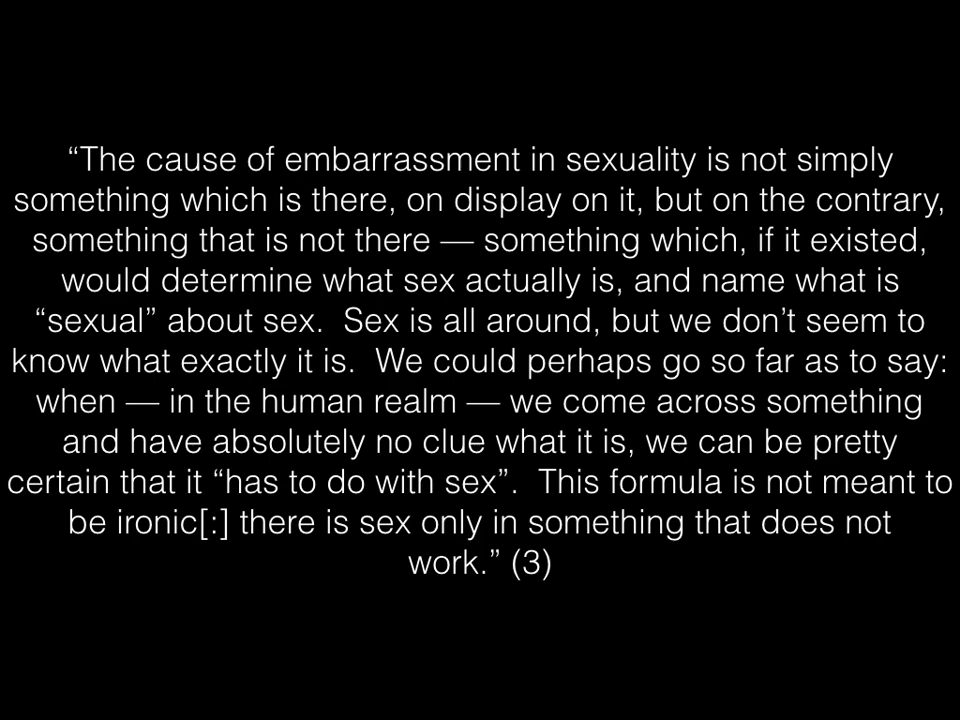 “The cause of embarrassment in sexuality is not simply
something which is there, on display on it, but on the contrary,
something that is not there — something which, if it existed,
would determine what sex actually is, and name what is
“sexual” about sex.  Sex is all around, but we don’t seem to
know what exactly it is.  We could perhaps go so far as to say:
when — in the human realm — we come across something
and have absolutely no clue what it is, we can be pretty
certain that it “has to do with sex”.  This formula is not meant to
be ironic[:] there is sex only in something that does not
work.” (3)